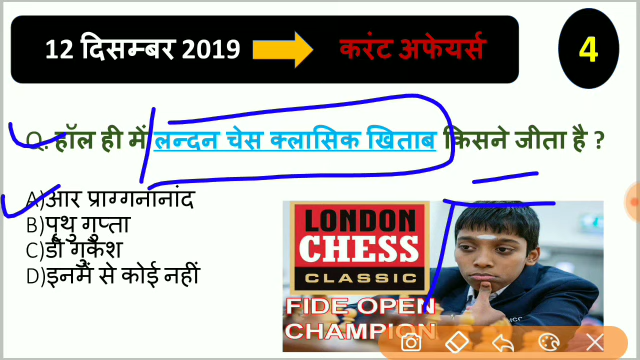 12 दिसम्बर 2019 करंट अफेयर्स
4
Q. हॉल ही में लन्दन चेस क्लासिक खिताब किसने जीता है ?
A)आर प्राग्गनानांद
B)पृथु गुप्ता
C)डी गुकेश
D)इनमें से कोई नहीं
LONDON
CHESS
CLASSIC
FIDE OPEN
CHAMPION